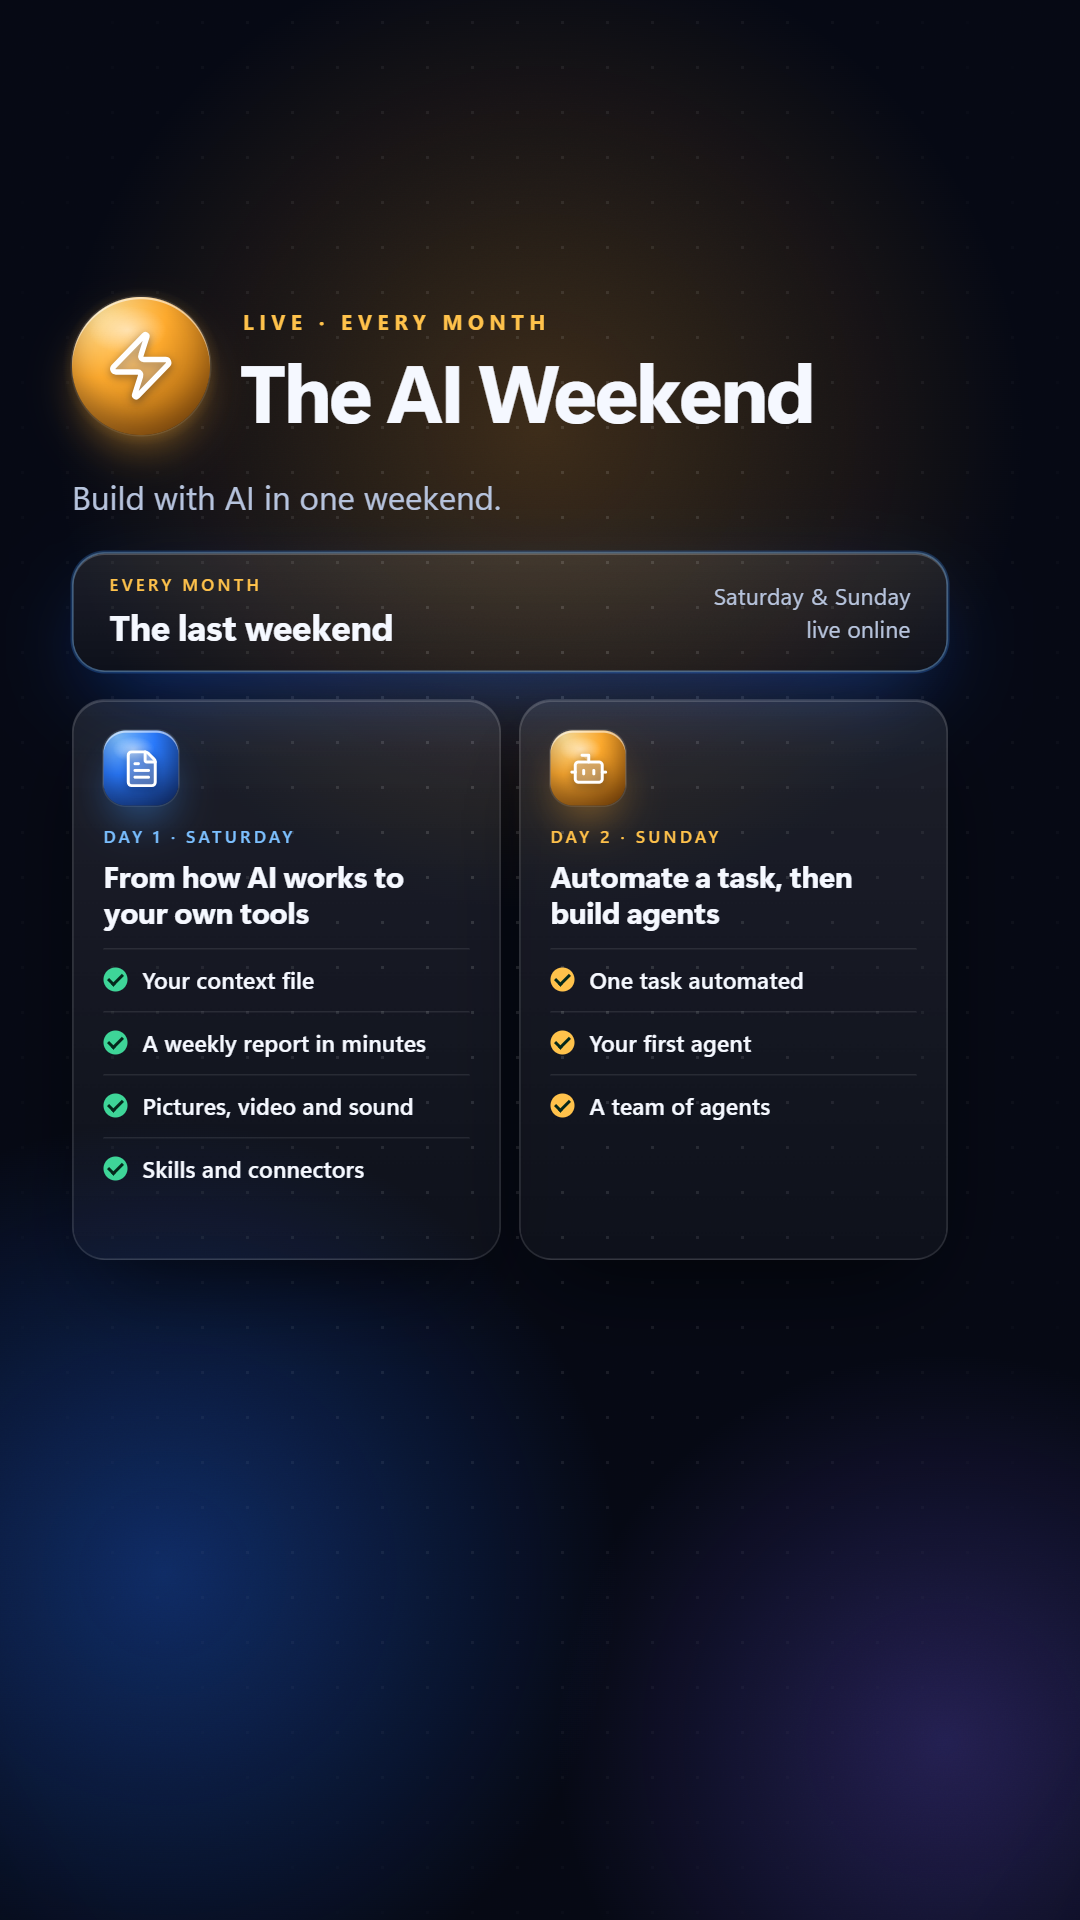 LIVE · EVERY MONTH
The AI Weekend
Build with AI in one weekend.
EVERY MONTH
The last weekend
Saturday & Sunday
live online
DAY 1 · SATURDAY
From how AI works to
your own tools
Your context file
A weekly report in minutes
Pictures, video and sound
Skills and connectors
DAY 2 · SUNDAY
Automate a task, then
build agents
One task automated
Your first agent
A team of agents